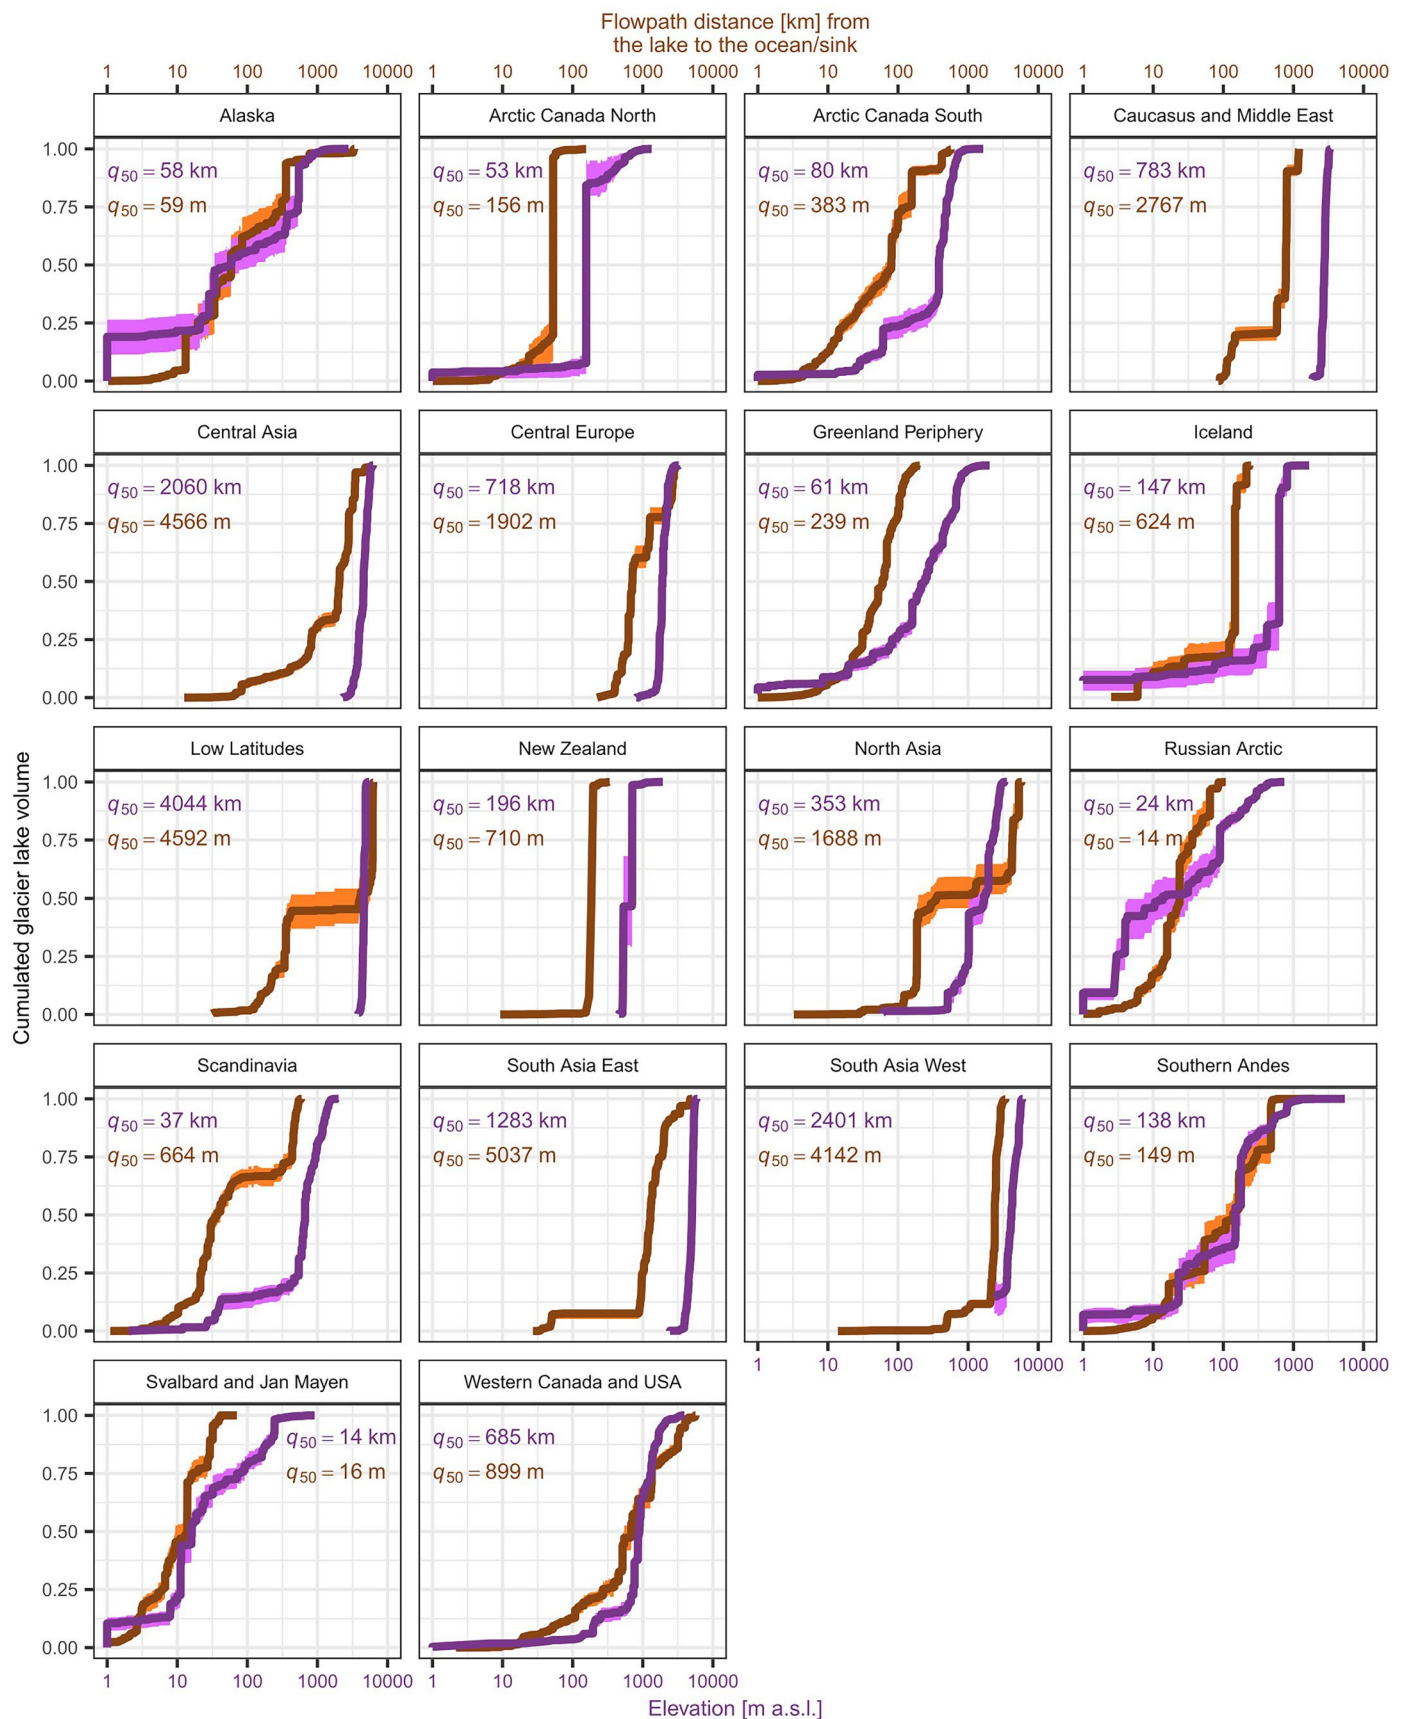 Flowpath distance [km] from
the lake to the ocean/sink
1 10 100 1000 10000 1 10 100 1000 10000 1 10 100 1000 10000 1 10 100 1000 10000
Alaska Arctic Canada North Arctic Canada South Caucasus and Middle East
1.00
q50 = 58 km q50 = 53 km q50 = 80 km q50 = 783 km
0.75 q50 = 59 m q50 = 156 m q50 = 383 m q50 = 2767 m
0.50
0.25
0.00
Central Asia Central Europe Greenland Periphery Iceland
1.00
q50 = 2060 km q50 = 718 km q50 = 61 km q50 = 147 km
0.75 q50 = 4566 m q50 = 1902 m q50 = 239 m q50 = 624 m
0.50
0.25
0.00
Cumulated glacier lake volume
Low Latitudes New Zealand North Asia Russian Arctic
1.00
q50 = 4044 km q50 = 196 km q50 = 353 km q50 = 24 km
0.75 q50 = 4592 m q50 = 710 m q50 = 1688 m q50 = 14 m
0.50
0.25
0.00
Scandinavia South Asia East South Asia West Southern Andes
1.00
q50 = 37 km q50 = 1283 km q50 = 2401 km q50 = 138 km
0.75 q50 = 664 m q50 = 5037 m q50 = 4142 m q50 = 149 m
0.50
0.25
0.00
1 10 100 1000 10000 1 10 100 1000 10000
Svalbard and Jan Mayen Western Canada and USA
1.00
q50 = 14 km q50 = 685 km
0.75 q50 = 16 m q50 = 899 m
0.50
0.25
0.00
1 10 100 1000 10000 1 10 100 1000 10000
Elevation [m a.s.l.]